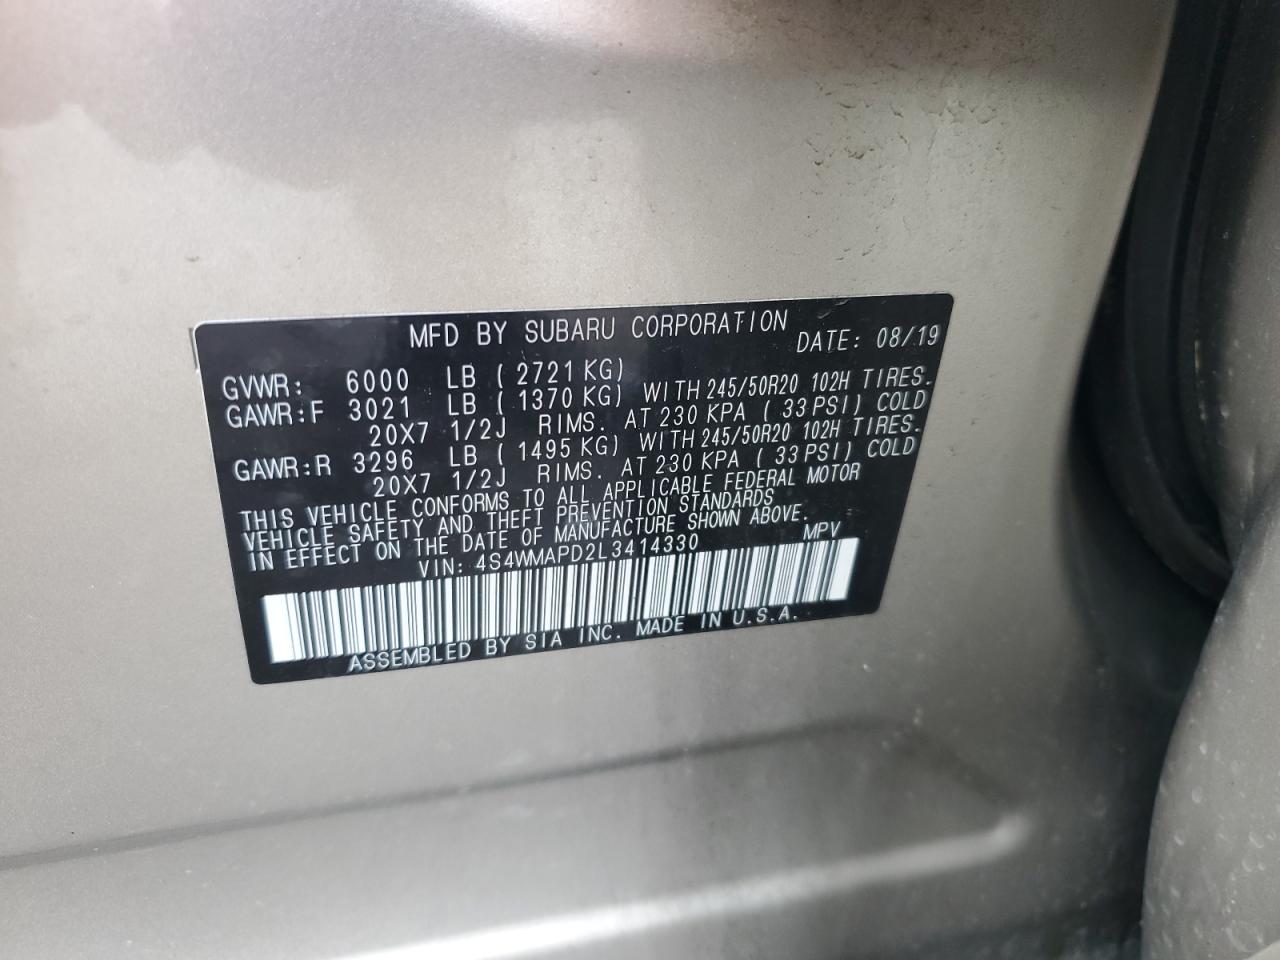 MFD BY SUBARU CORPORATION DATE: 08/19
GVWR: 6000 LB ( 2721 KG)
GAWR:F 3021 LB ( 1370 KG) WITH 245/50R20 102H TIRES.
20X7 1/2J RIMS. AT 230 KPA ( 33 PSI) COLD
GAWR:R 3296 LB ( 1495 KG) WITH 245/50R20 102H TIRES.
20X7 1/2J RIMS. AT 230 KPA ( 33 PSI) COLD
THIS VEHICLE CONFORMS TO ALL APPLICABLE FEDERAL MOTOR
VEHICLE SAFETY AND THEFT PREVENTION STANDARDS
IN EFFECT ON THE DATE OF MANUFACTURE SHOWN ABOVE.
VIN: 4S4WMAPD2L3414330 MPV
ASSEMBLED BY SIA INC. MADE IN U.S.A.